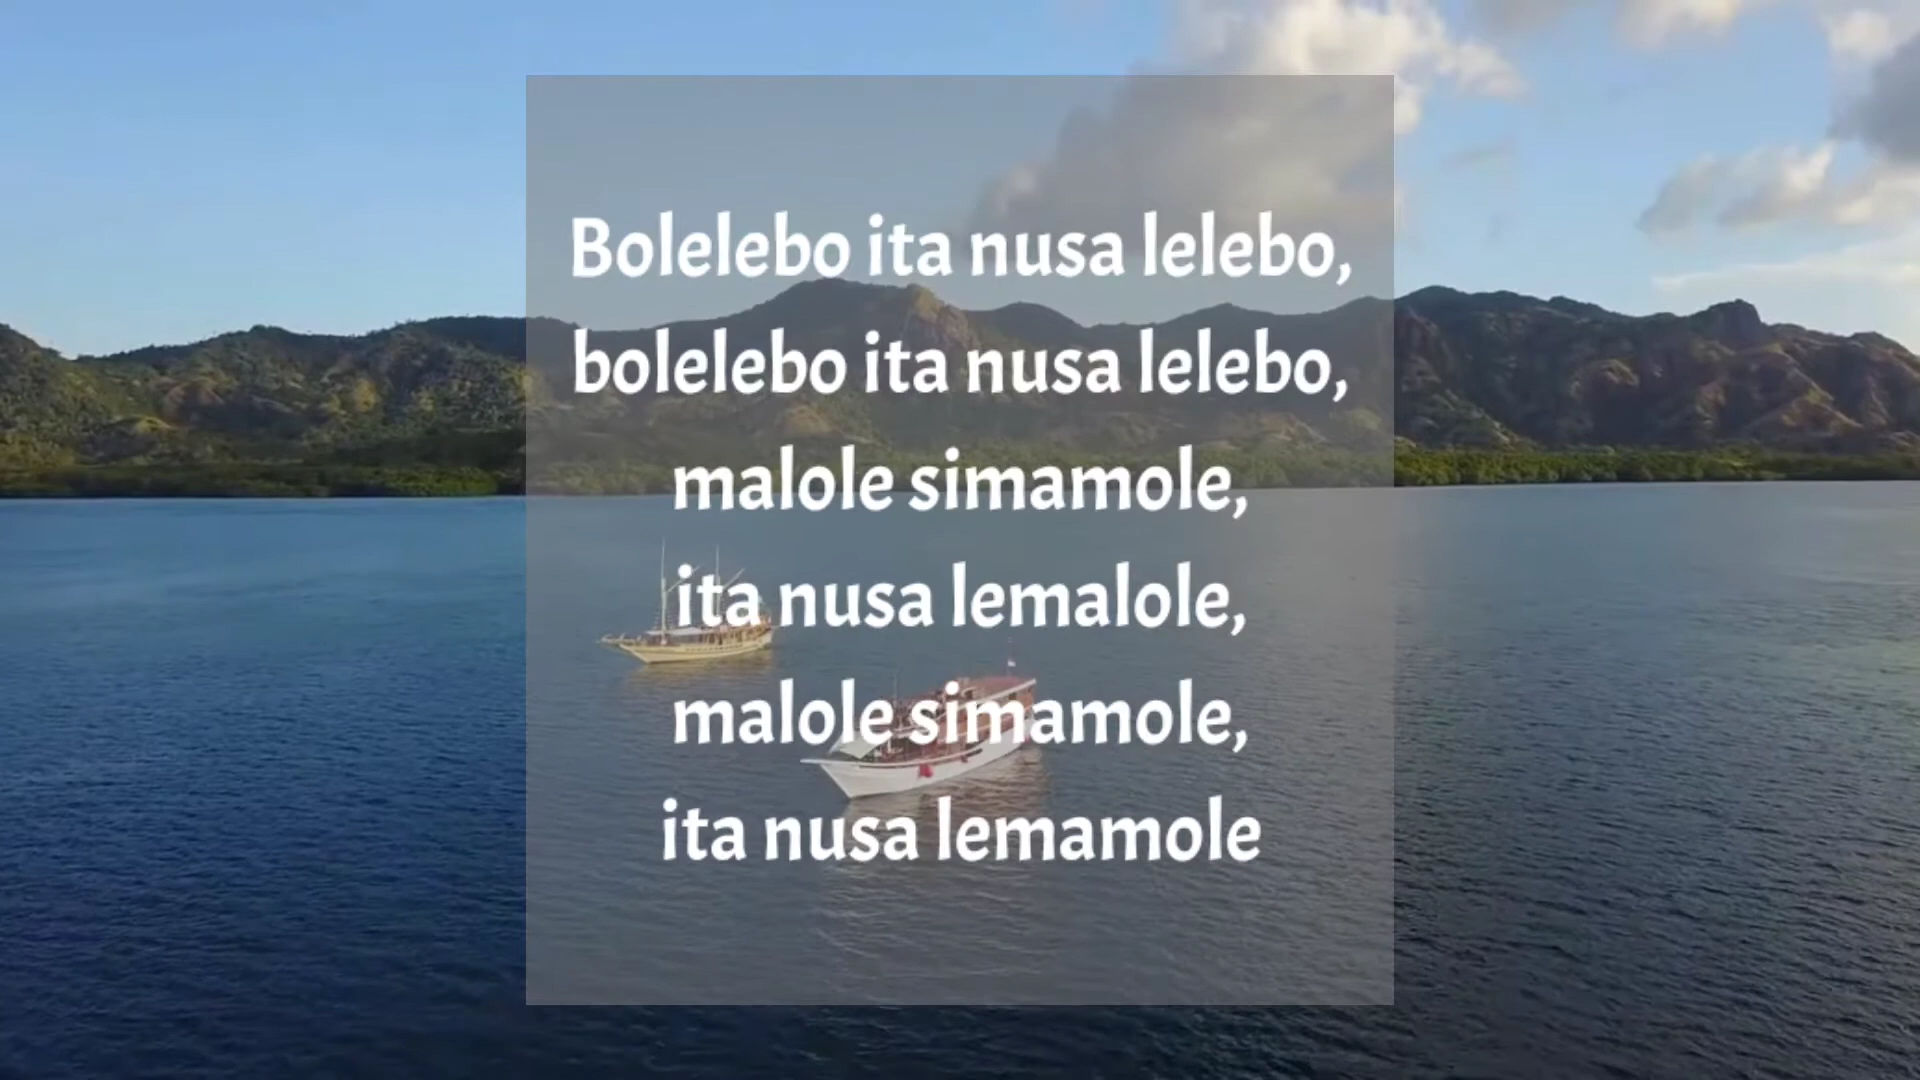 Bolelebo ita nusa lelebo,
bolelebo ita nusa lelebo,
malole simamole,
ita nusa lemalole,
malole simamole,
ita nusa lemamole